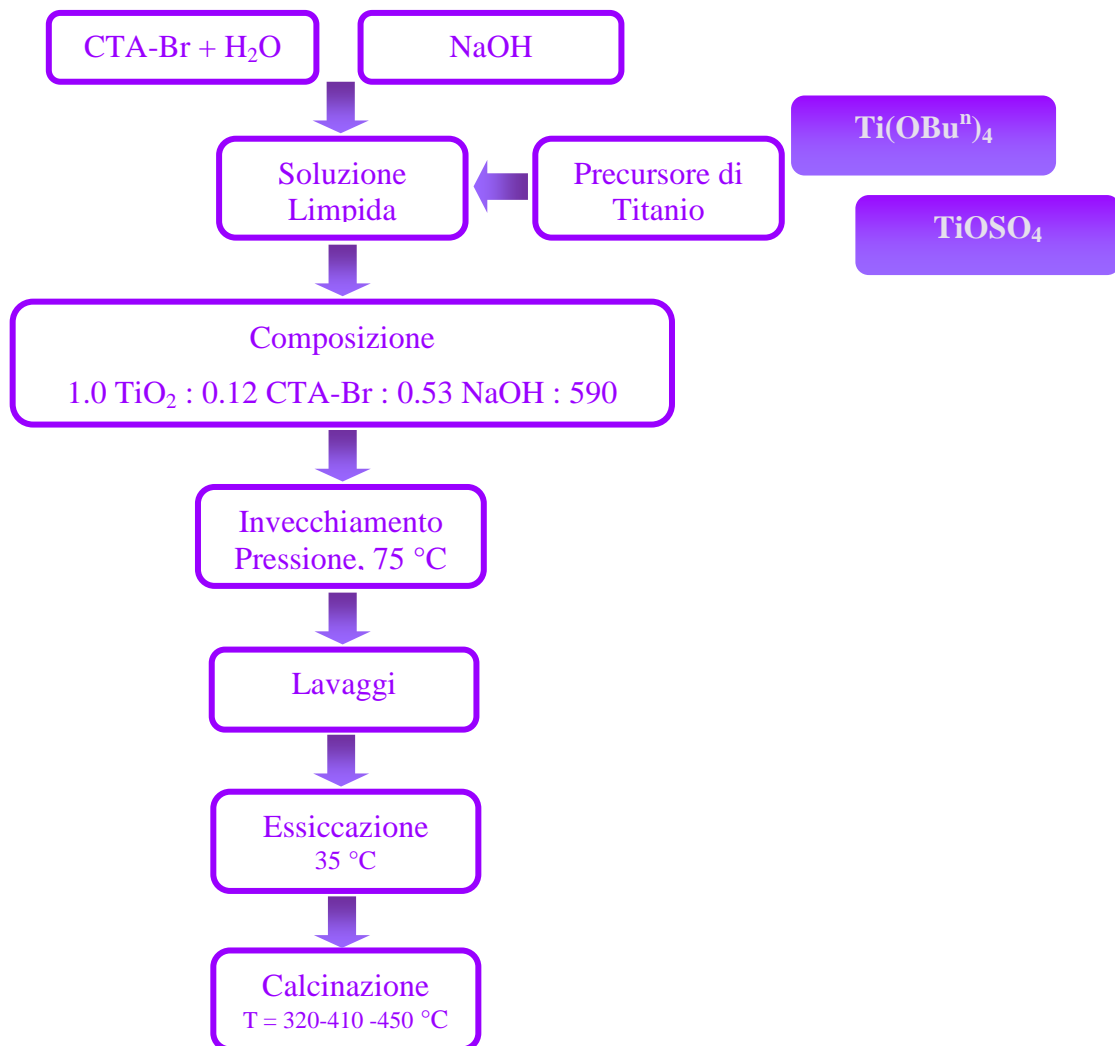 CTA-Br + H₂O
NaOH
Ti(OBuⁿ)₄
Soluzione
Limpida
Precursore di
Titanio
TiOSO₄
Composizione
1.0 TiO₂ : 0.12 CTA-Br : 0.53 NaOH : 590
Invecchiamento
Pressione, 75 °C
Lavaggi
Essiccazione
35 °C
Calcinazione
T = 320-410 -450 °C